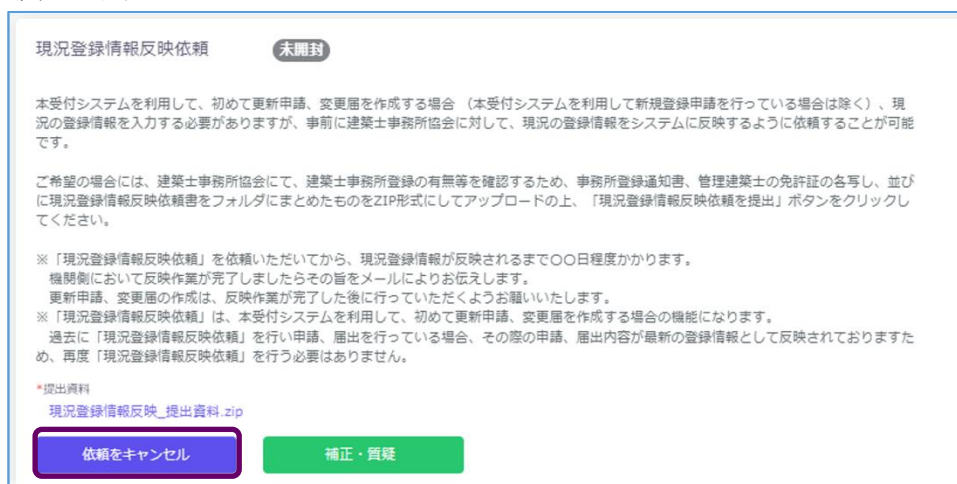 現況登録情報反映依頼 未開封
本受付システムを利用して、初めて更新申請、変更届を作成する場合 （本受付システムを利用して新規登録申請を行っている場合は除く）、現
況の登録情報を入力する必要がありますが、事前に建築士事務所協会に対して、現況の登録情報をシステムに反映するように依頼することが可能
です。
ご希望の場合には、建築士事務所協会にて、建築士事務所登録の有無等を確認するため、事務所登録通知書、管理建築士の免許証の各写し、並び
に現況登録情報反映依頼書をフォルダにまとめたものをZIP形式にしてアップロードの上、「現況登録情報反映依頼を提出」ボタンをクリックし
てください。
※「現況登録情報反映依頼」を依頼いただいてから、現況登録情報が反映されるまで〇〇日程度かかります。
機関側において反映作業が完了しましたらその旨をメールによりお伝えします。
更新申請、変更届の作成は、反映作業が完了した後に行っていただくようお願いいたします。
※「現況登録情報反映依頼」は、本受付システムを利用して、初めて更新申請、変更届を作成する場合の機能になります。
過去に「現況登録情報反映依頼」を行い申請、届出を行っている場合、その際の申請、届出内容が最新の登録情報として反映されておりますた
め、再度「現況登録情報反映依頼」を行う必要はありません。
*提出資料
現況登録情報反映_提出資料.zip
依頼をキャンセル 補正・質疑